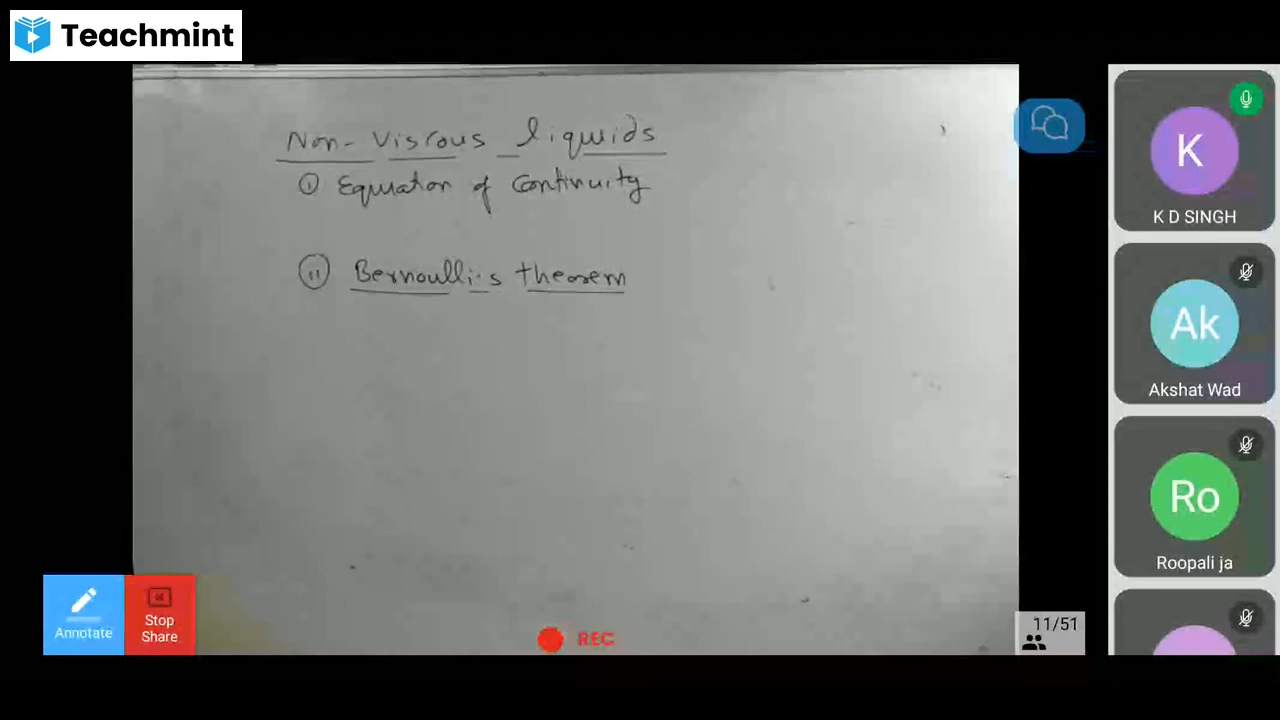 Teachmint
Non-Viscous liquids
(i) Equation of Continuity
(ii) Bernoulli's theorem
K
K D SINGH
Ak
Akshat Wad
Ro
Roopali ja
Annotate
Stop
Share
REC
11/51